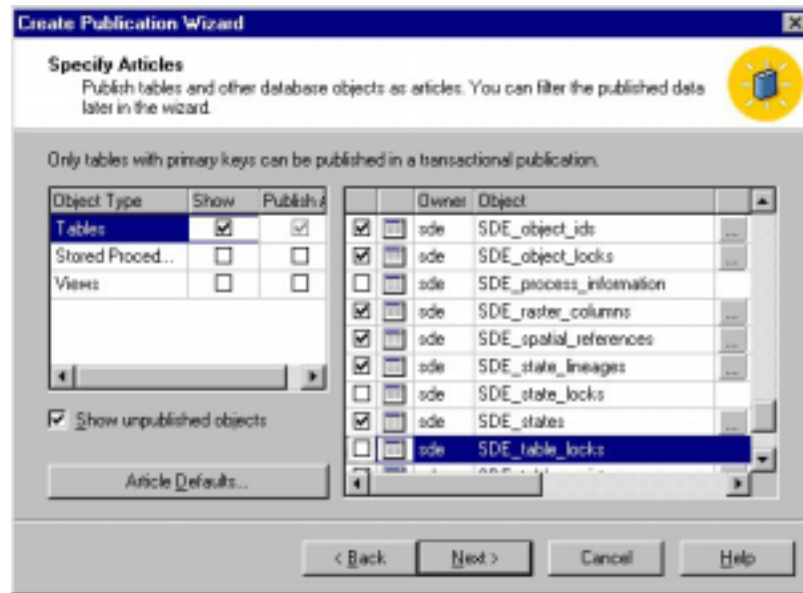 Create Publication Wizard
Specify Articles
Publish tables and other database objects as articles. You can filter the published data
later in the wizard.
Only tables with primary keys can be published in a transactional publication.
Object Type Show Publish A
Tables
Stored Proced...
Views
Show unpublished objects
Article Defaults...
Owner Object
sde SDE_object_ids ...
sde SDE_object_locks ...
sde SDE_process_information
sde SDE_raster_columns ...
sde SDE_spatial_references ...
sde SDE_state_lineages ...
sde SDE_state_locks
sde SDE_states ...
sde SDE_table_locks
< Back Next > Cancel Help